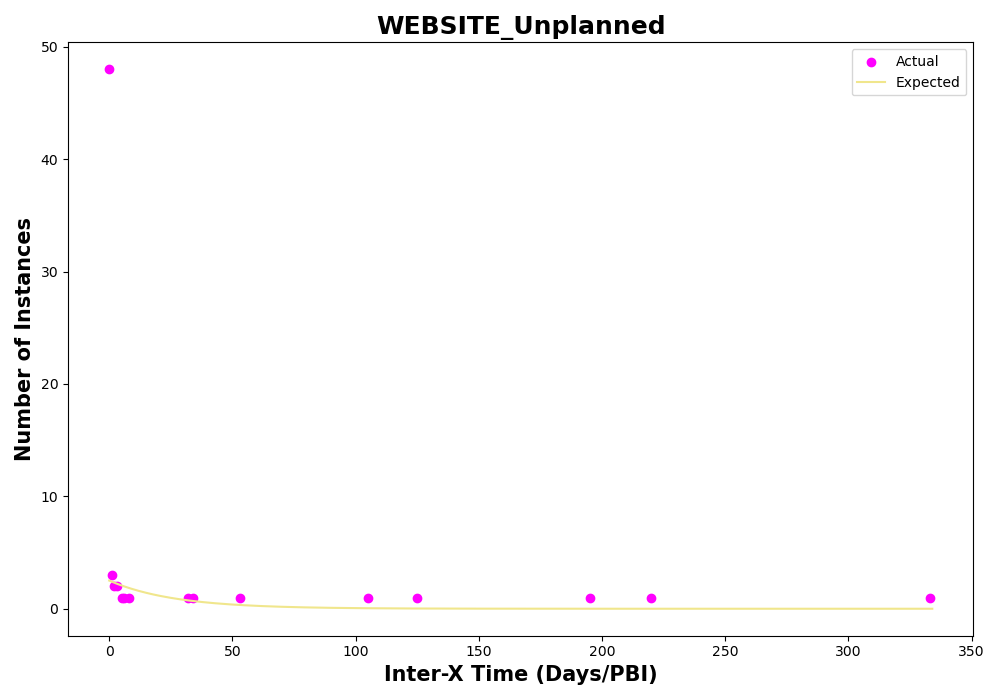 WEBSITE_Unplanned
Actual
Expected
50
40
30
20
10
0
Number of Instances
0 50 100 150 200 250 300 350
Inter-X Time (Days/PBI)